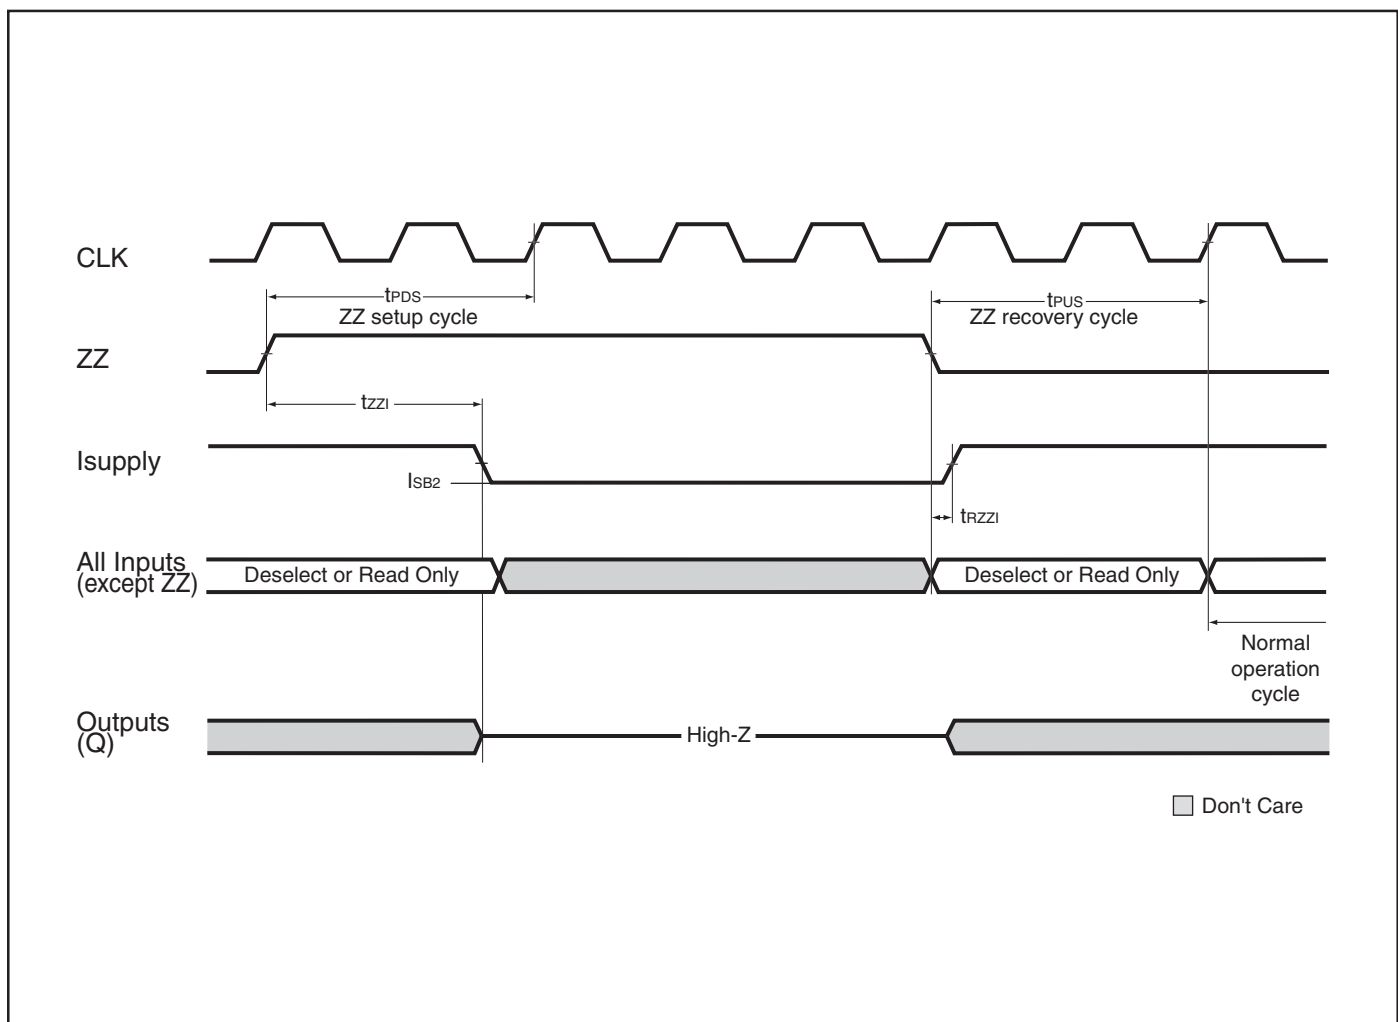 CLK
tPDS
ZZ setup cycle
tPUS
ZZ recovery cycle
ZZ
tZZI
Isupply
ISB2
tRZZI
All Inputs
(except ZZ)
Deselect or Read Only
Deselect or Read Only
Normal
operation
cycle
Outputs
(Q)
High-Z
Don't Care